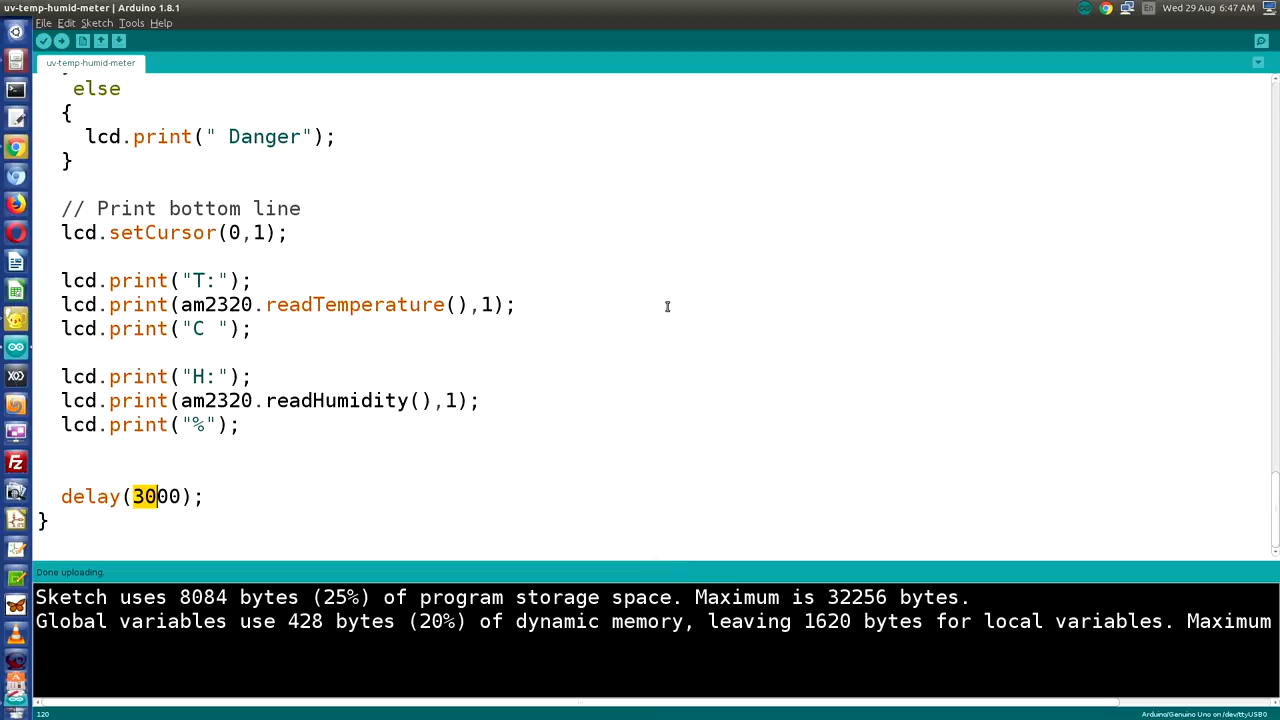 uv-temp-humid-meter | Arduino 1.8.1
En
Wed 29 Aug 6:47 AM
File Edit Sketch Tools Help
uv-temp-humid-meter
else
{
lcd.print(" Danger");
}
// Print bottom line
lcd.setCursor(0,1);
lcd.print("T:");
lcd.print(am2320.readTemperature(),1);
lcd.print("C ");
lcd.print("H:");
lcd.print(am2320.readHumidity(),1);
lcd.print("%");
delay(3000);
}
Done uploading.
Sketch uses 8084 bytes (25%) of program storage space. Maximum is 32256 bytes.
Global variables use 428 bytes (20%) of dynamic memory, leaving 1620 bytes for local variables. Maximum
120
Arduino/Genuino Uno on /dev/ttyUSB0